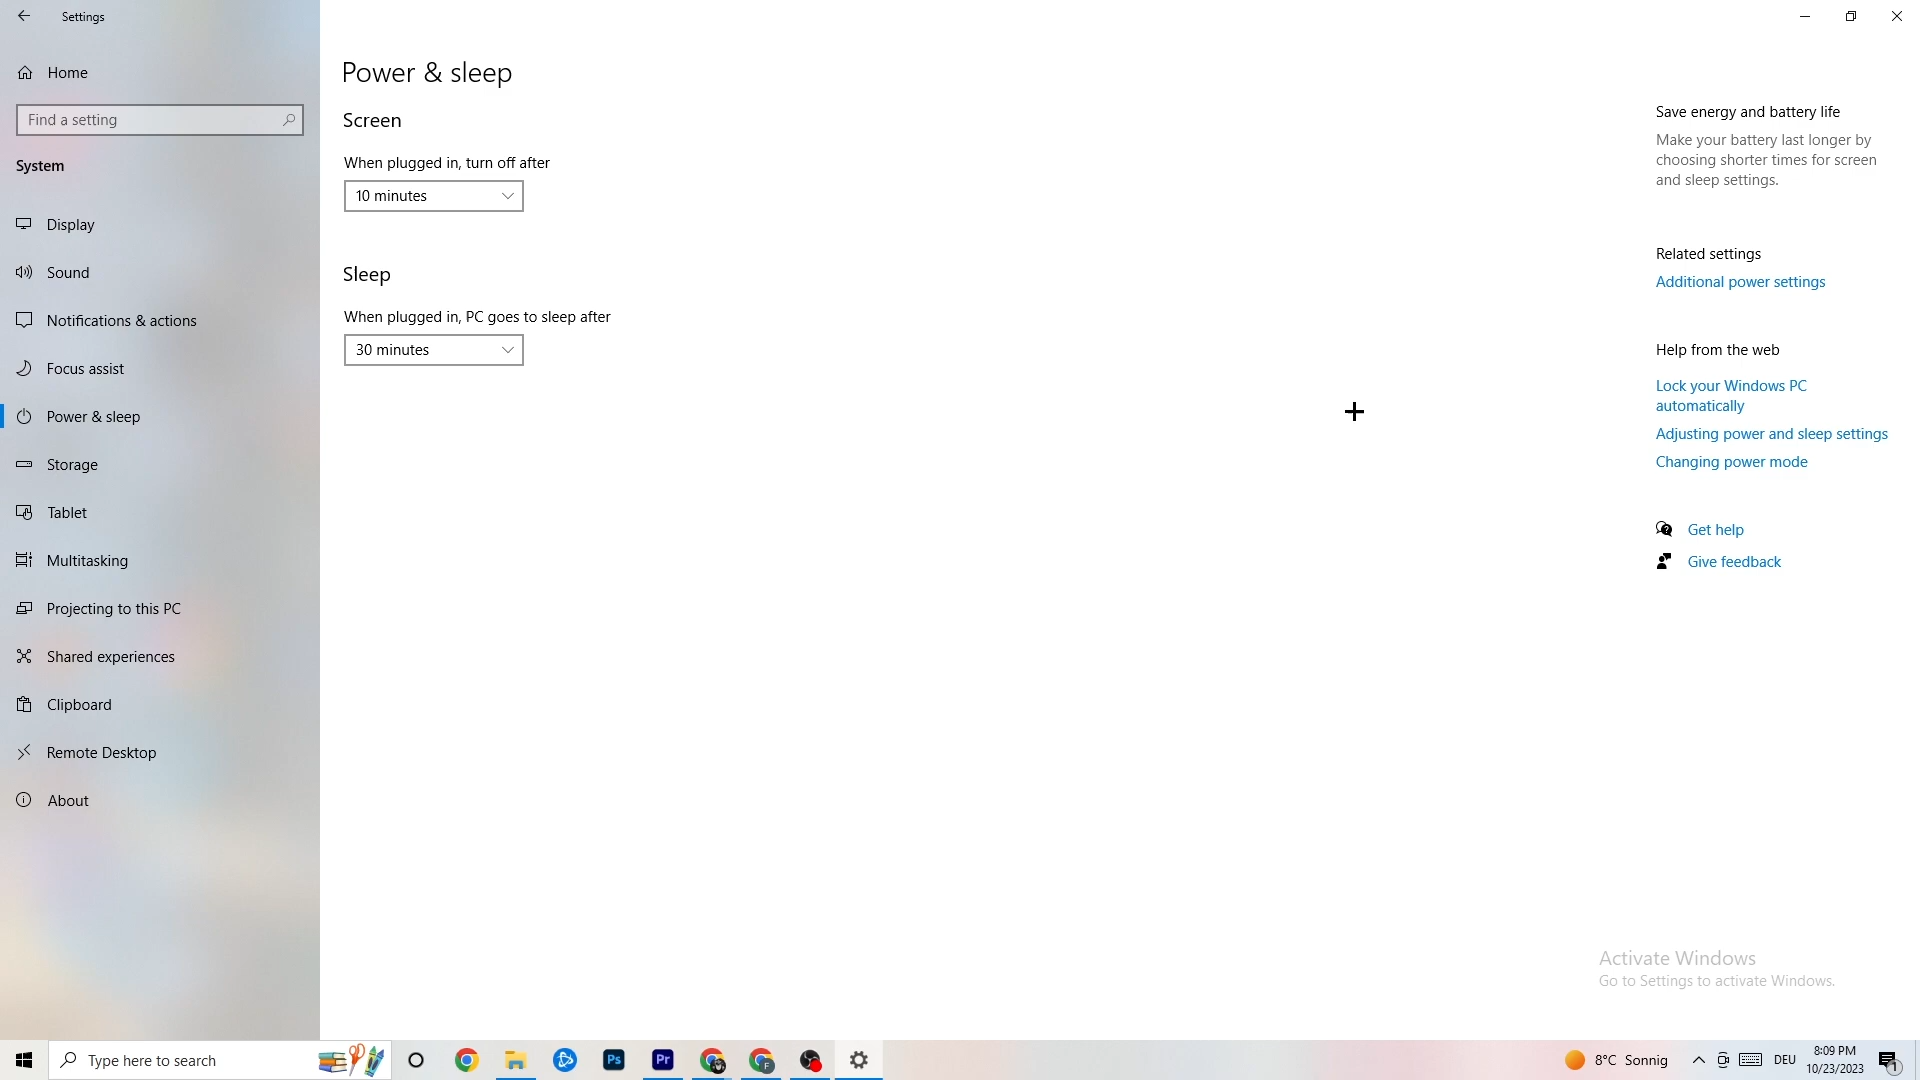 Settings
Home
Find a setting
System
Display
Sound
Notifications & actions
Focus assist
Power & sleep
Storage
Tablet
Multitasking
Projecting to this PC
Shared experiences
Clipboard
Remote Desktop
About
Power & sleep
Screen
When plugged in, turn off after
10 minutes
Sleep
When plugged in, PC goes to sleep after
30 minutes
Save energy and battery life
Make your battery last longer by
choosing shorter times for screen
and sleep settings.
Related settings
Additional power settings
Help from the web
Lock your Windows PC
automatically
Adjusting power and sleep settings
Changing power mode
Get help
Give feedback
Activate Windows
Go to Settings to activate Windows.
Type here to search
Ps
Pr
F
8°C Sonnig
DEU
8:09 PM
10/23/2023
1